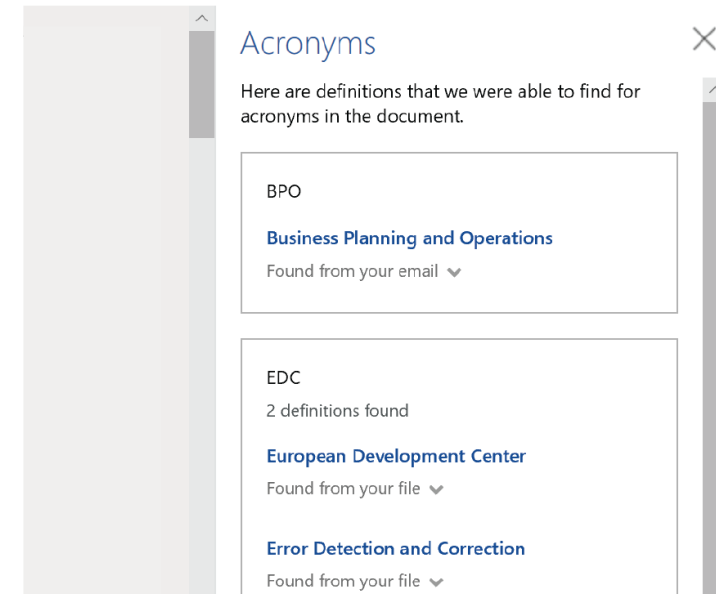 Acronyms
Here are definitions that we were able to find for
acronyms in the document.
BPO
Business Planning and Operations
Found from your email
EDC
2 definitions found
European Development Center
Found from your file
Error Detection and Correction
Found from your file